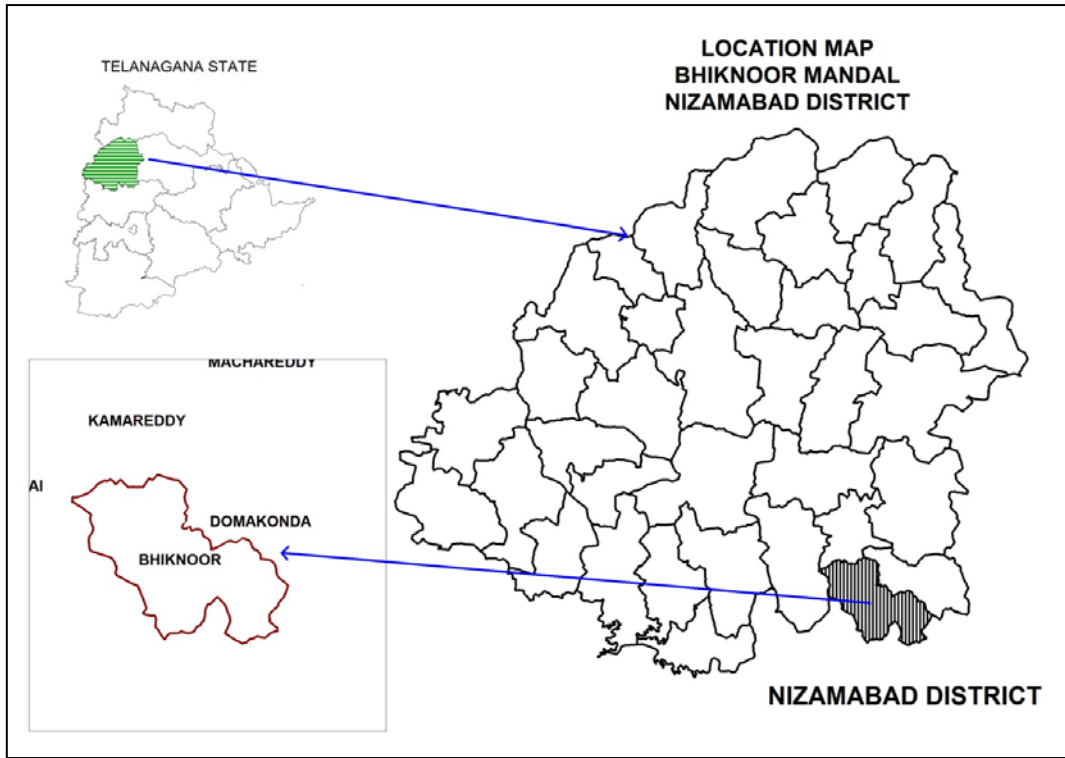 TELANAGANA STATE
LOCATION MAP
BHIKNOOR MANDAL
NIZAMABAD DISTRICT
MACHAREDDY
KAMAREDDY
AI
DOMAKONDA
BHIKNOOR
NIZAMABAD DISTRICT